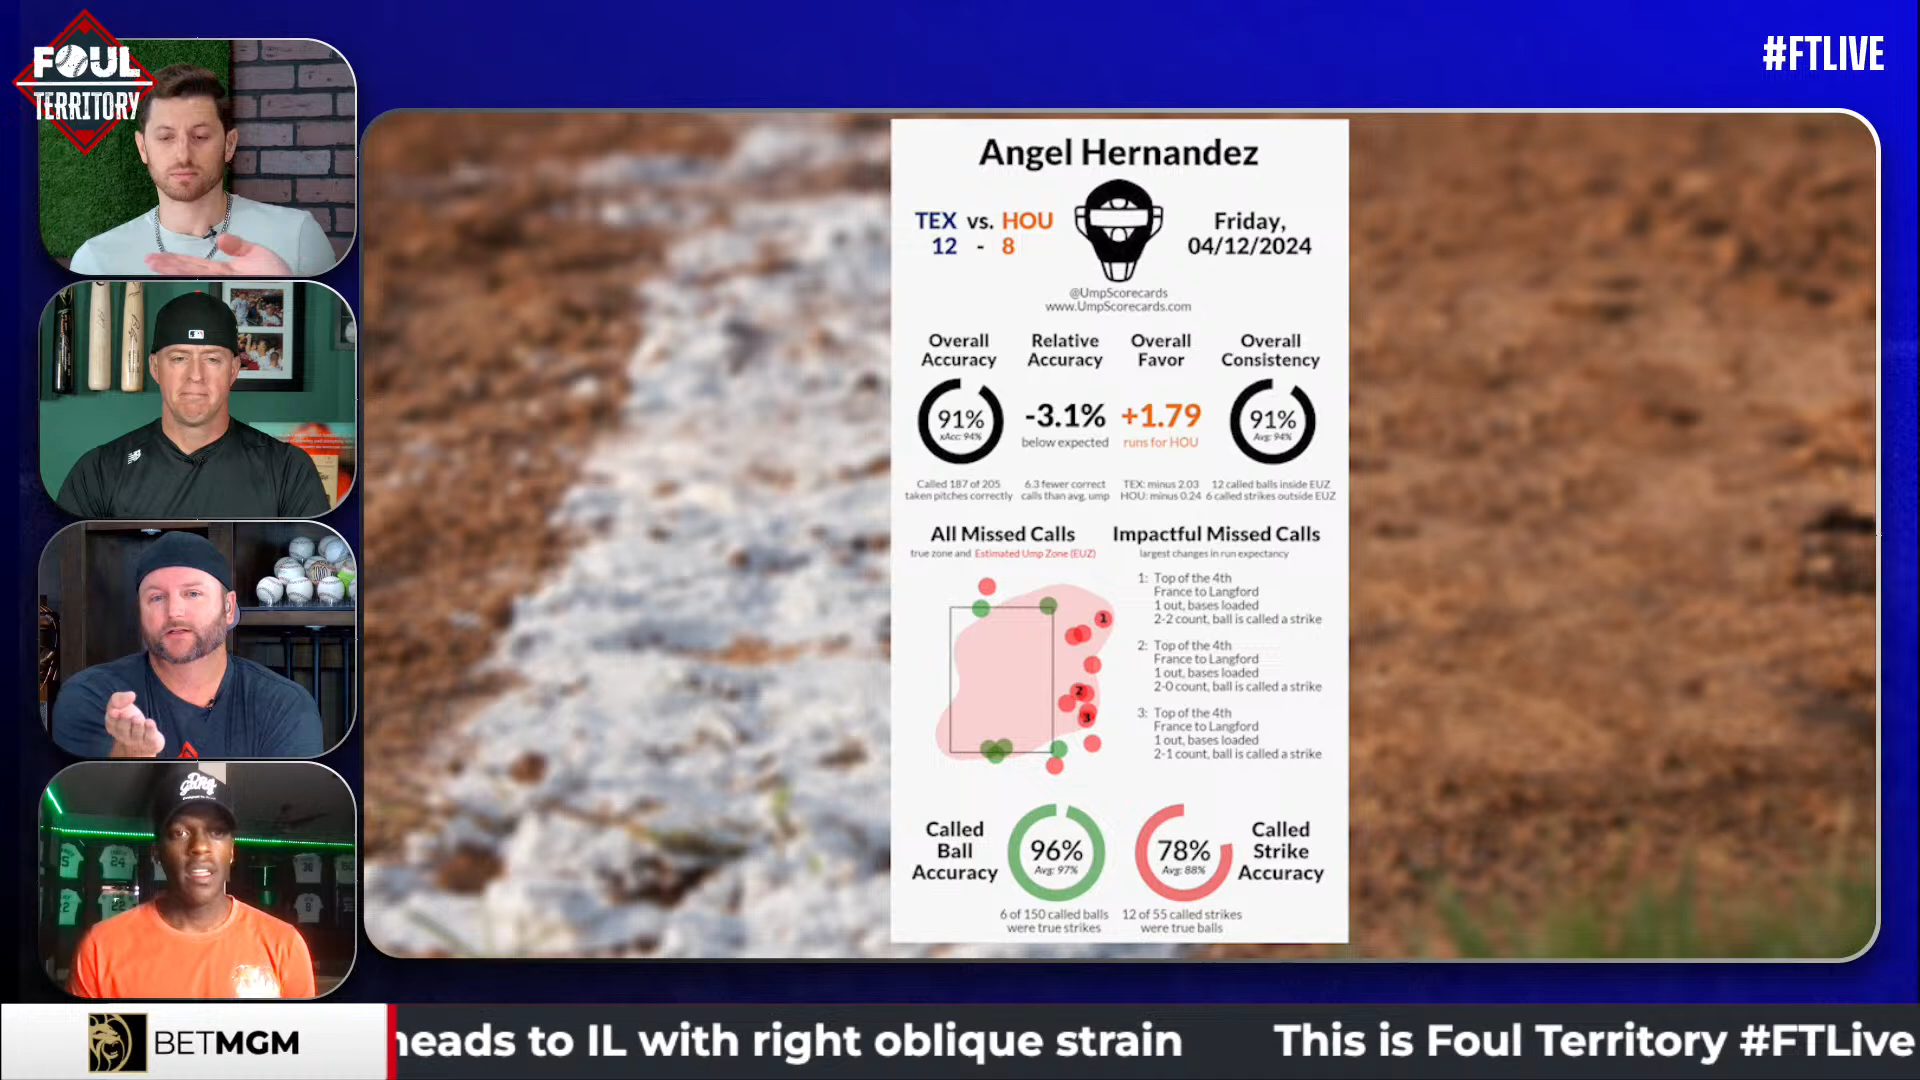 FOUL
TERRITORY
#FTLIVE
Angel Hernandez
TEX vs. HOU
12 - 8
Friday,
04/12/2024
@UmpScorecards
www.UmpScorecards.com
Overall
Accuracy
91%
xAcc: 94%
Called 187 of 205
taken pitches correctly
Relative
Accuracy
-3.1%
below expected
6.3 fewer correct
calls than avg. ump
Overall
Favor
+1.79
runs for HOU
TEX: minus 2.03
HOU: minus 0.24
Overall
Consistency
91%
Avg: 94%
12 called balls inside EUZ
6 called strikes outside EUZ
All Missed Calls
true zone and Estimated Ump Zone (EUZ)
1
2
3
Impactful Missed Calls
largest changes in run expectancy
1: Top of the 4th
France to Langford
1 out, bases loaded
2-2 count, ball is called a strike
2: Top of the 4th
France to Langford
1 out, bases loaded
2-0 count, ball is called a strike
3: Top of the 4th
France to Langford
1 out, bases loaded
2-1 count, ball is called a strike
Called
Ball
Accuracy
96%
Avg: 97%
6 of 150 called balls
were true strikes
78%
Avg: 88%
12 of 55 called strikes
were true balls
Called
Strike
Accuracy
BETMGM
heads to IL with right oblique strain
This is Foul Territory #FTLive